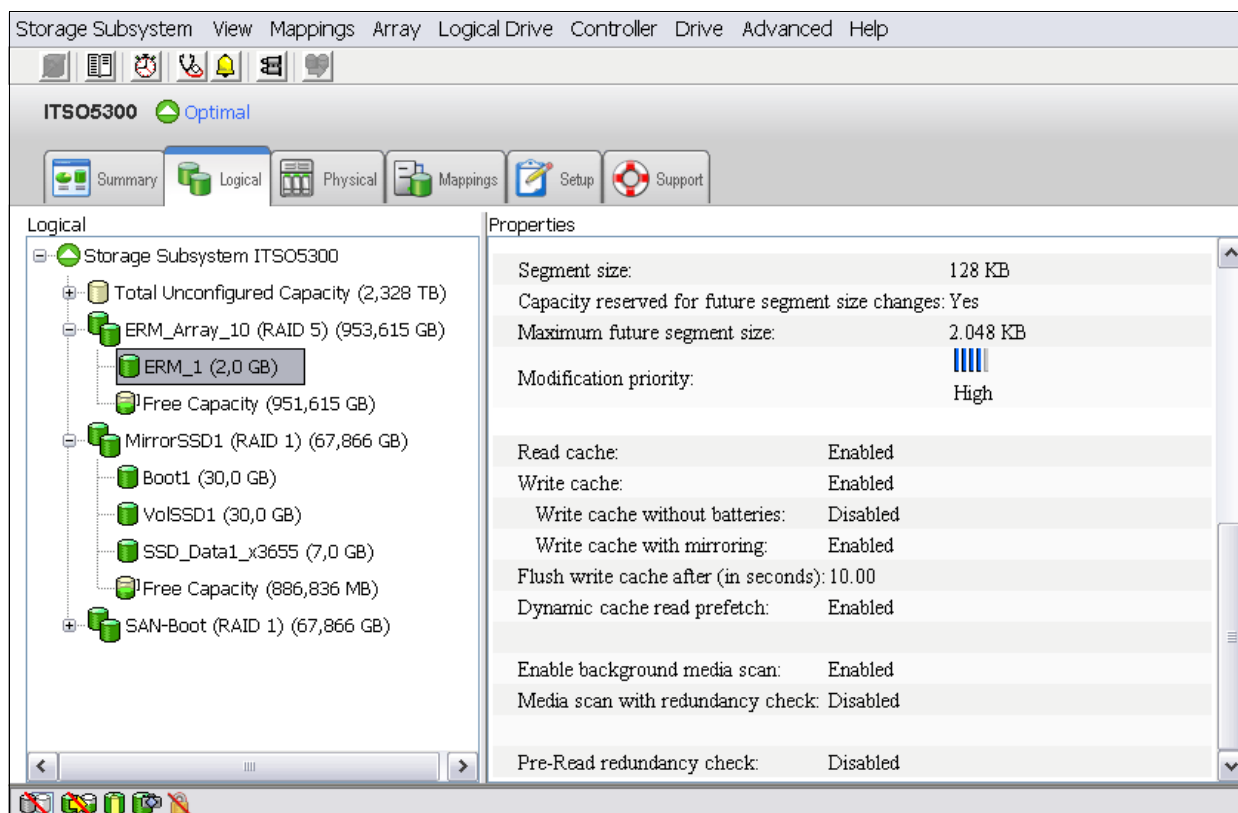 Storage Subsystem View Mappings Array Logical Drive Controller Drive Advanced Help
ITSO5300 Optimal
Summary Logical Physical Mappings Setup Support
Logical
Storage Subsystem ITSO5300
Total Unconfigured Capacity (2,328 TB)
ERM_Array_10 (RAID 5) (953,615 GB)
ERM_1 (2,0 GB)
Free Capacity (951,615 GB)
MirrorSSD1 (RAID 1) (67,866 GB)
Boot1 (30,0 GB)
VolSSD1 (30,0 GB)
SSD_Data1_x3655 (7,0 GB)
Free Capacity (886,836 MB)
SAN-Boot (RAID 1) (67,866 GB)
Properties
Segment size: 128 KB
Capacity reserved for future segment size changes: Yes
Maximum future segment size: 2.048 KB
Modification priority:
High
Read cache: Enabled
Write cache: Enabled
Write cache without batteries: Disabled
Write cache with mirroring: Enabled
Flush write cache after (in seconds): 10.00
Dynamic cache read prefetch: Enabled
Enable background media scan: Enabled
Media scan with redundancy check: Disabled
Pre-Read redundancy check: Disabled